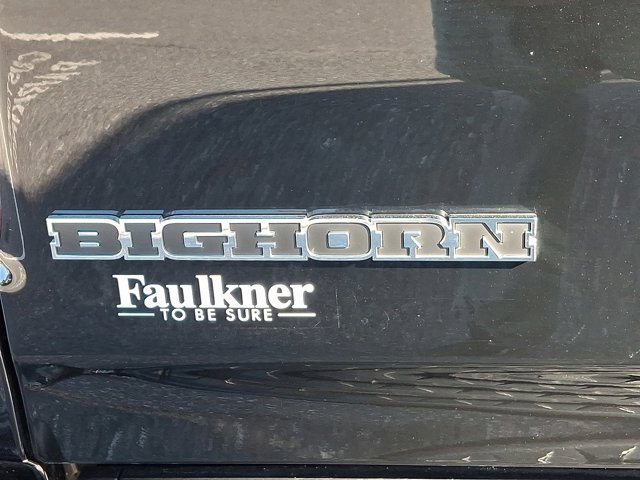 BIGHORN
Faulkner
TO BE SURE